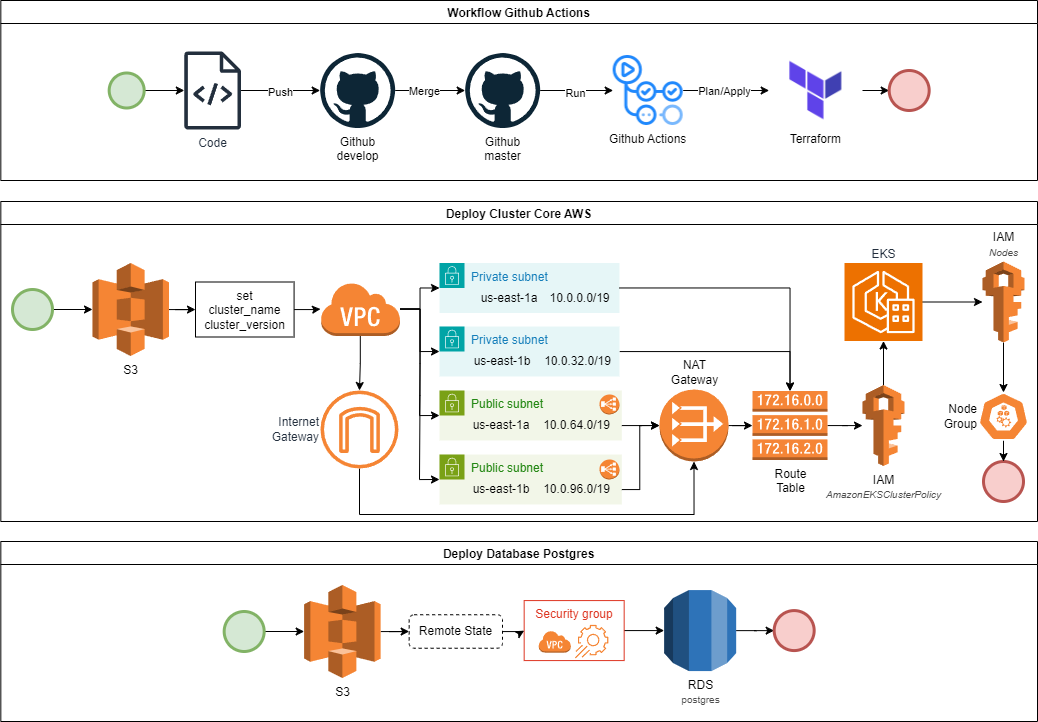 Workflow Github Actions
Push
Merge
Run
Plan/Apply
Code
Github
develop
Github
master
Github Actions
Terraform
Deploy Cluster Core AWS
S3
set
cluster_name
cluster_version
VPC
Internet
Gateway
Private subnet
us-east-1a 10.0.0.0/19
Private subnet
us-east-1b 10.0.32.0/19
Public subnet
us-east-1a 10.0.64.0/19
Public subnet
us-east-1b 10.0.96.0/19
NAT
Gateway
172.16.0.0
172.16.1.0
172.16.2.0
Route
Table
EKS
K
IAM
AmazonEKSClusterPolicy
IAM
Nodes
Node
Group
Deploy Database Postgres
S3
Remote State
Security group
VPC
RDS
postgres